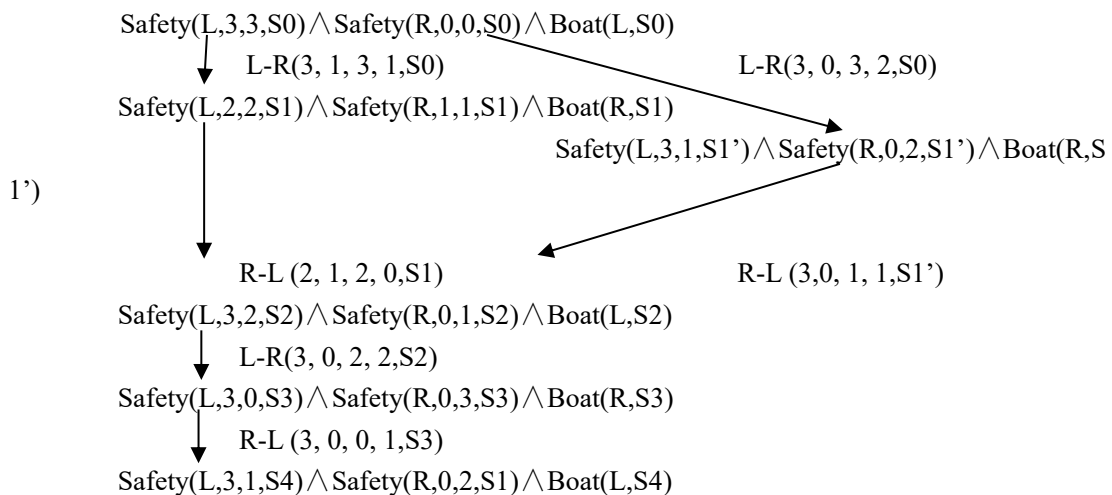 Safety(L,3,3,S0)∧Safety(R,0,0,S0)∧Boat(L,S0)
L-R(3, 1, 3, 1,S0) L-R(3, 0, 3, 2,S0)
Safety(L,2,2,S1)∧Safety(R,1,1,S1)∧Boat(R,S1)
Safety(L,3,1,S1’)∧Safety(R,0,2,S1’)∧Boat(R,S
1’)
R-L (2, 1, 2, 0,S1) R-L (3,0, 1, 1,S1’)
Safety(L,3,2,S2)∧Safety(R,0,1,S2)∧Boat(L,S2)
L-R(3, 0, 2, 2,S2)
Safety(L,3,0,S3)∧Safety(R,0,3,S3)∧Boat(R,S3)
R-L (3, 0, 0, 1,S3)
Safety(L,3,1,S4)∧Safety(R,0,2,S1)∧Boat(L,S4)